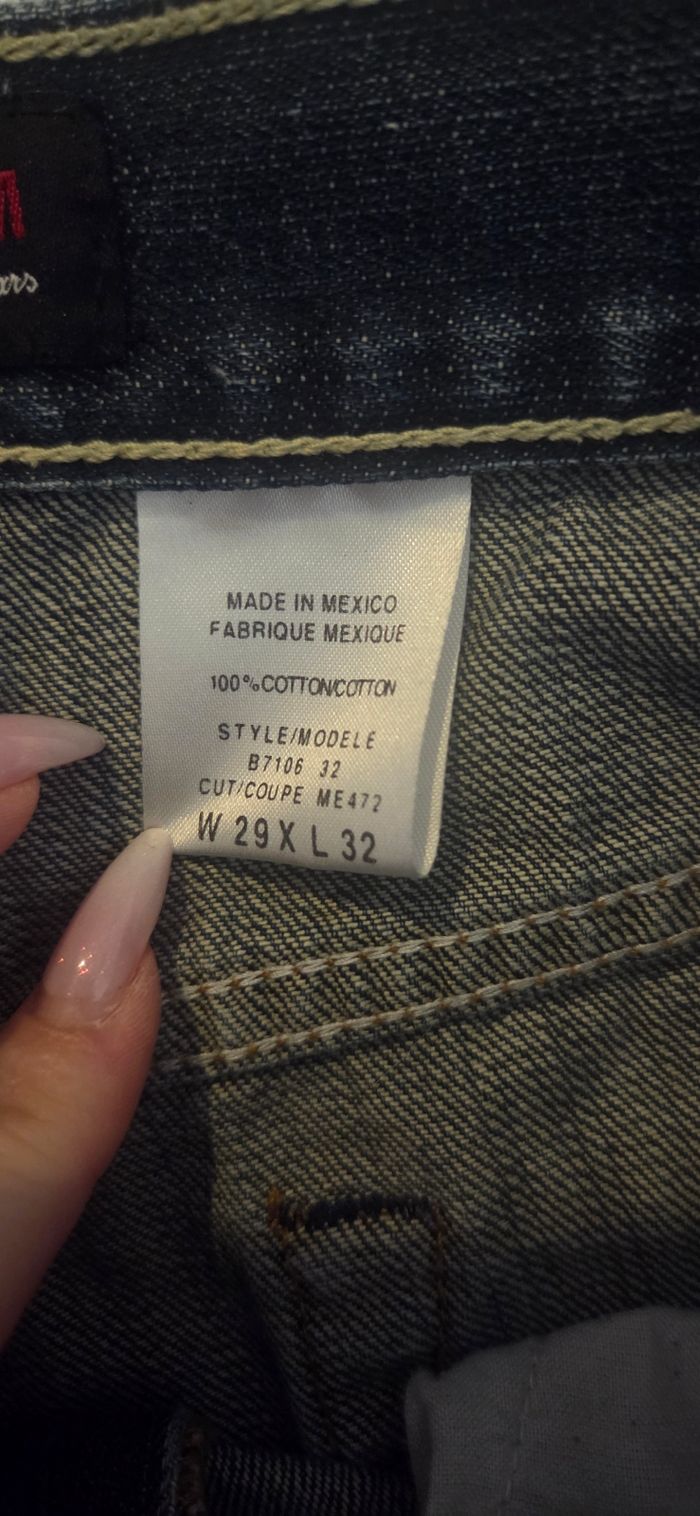 MADE IN MEXICO
FABRIQUE MEXIQUE
100% COTTON/COTTON
STYLE/MODELE
B7106 32
CUT/COUPE ME472
W 29 X L 32